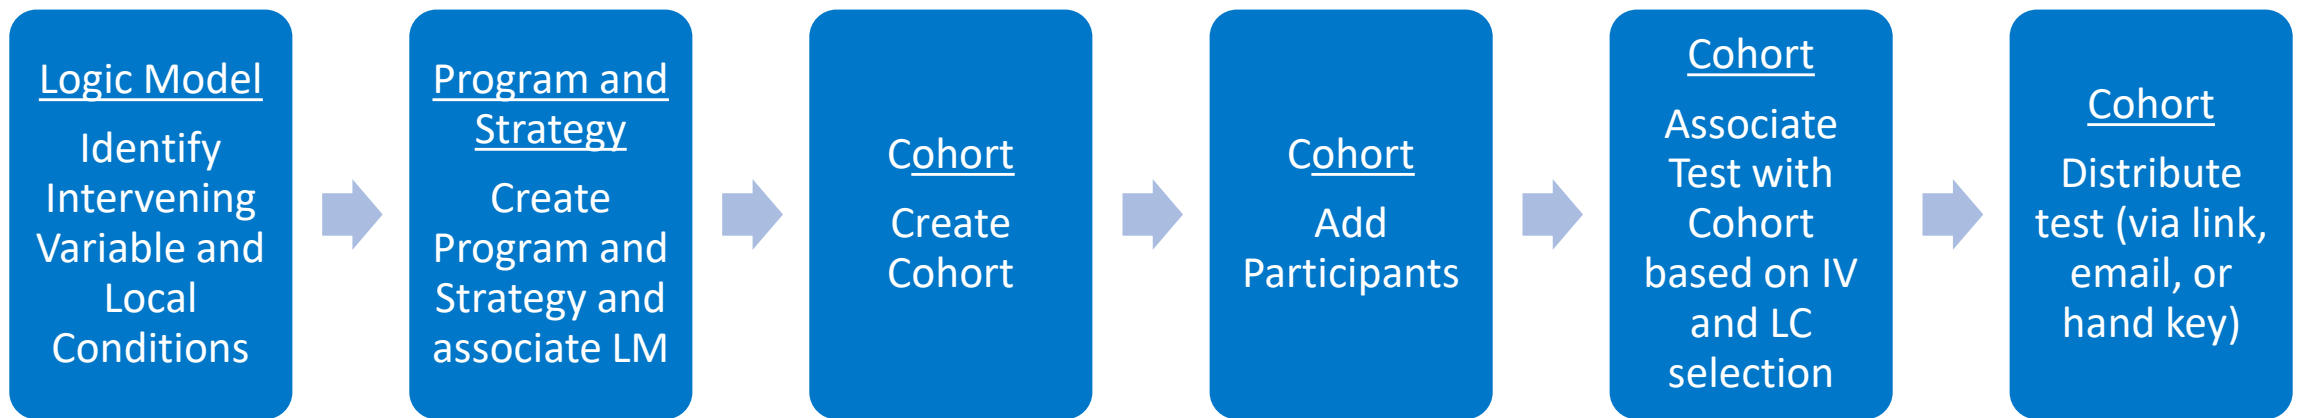 Logic Model
Identify
Intervening
Variable and
Local
Conditions
Program and
Strategy
Create
Program and
Strategy and
associate LM
Cohort
Create
Cohort
Cohort
Add
Participants
Cohort
Associate
Test with
Cohort
based on IV
and LC
selection
Cohort
Distribute
test (via link,
email, or
hand key)